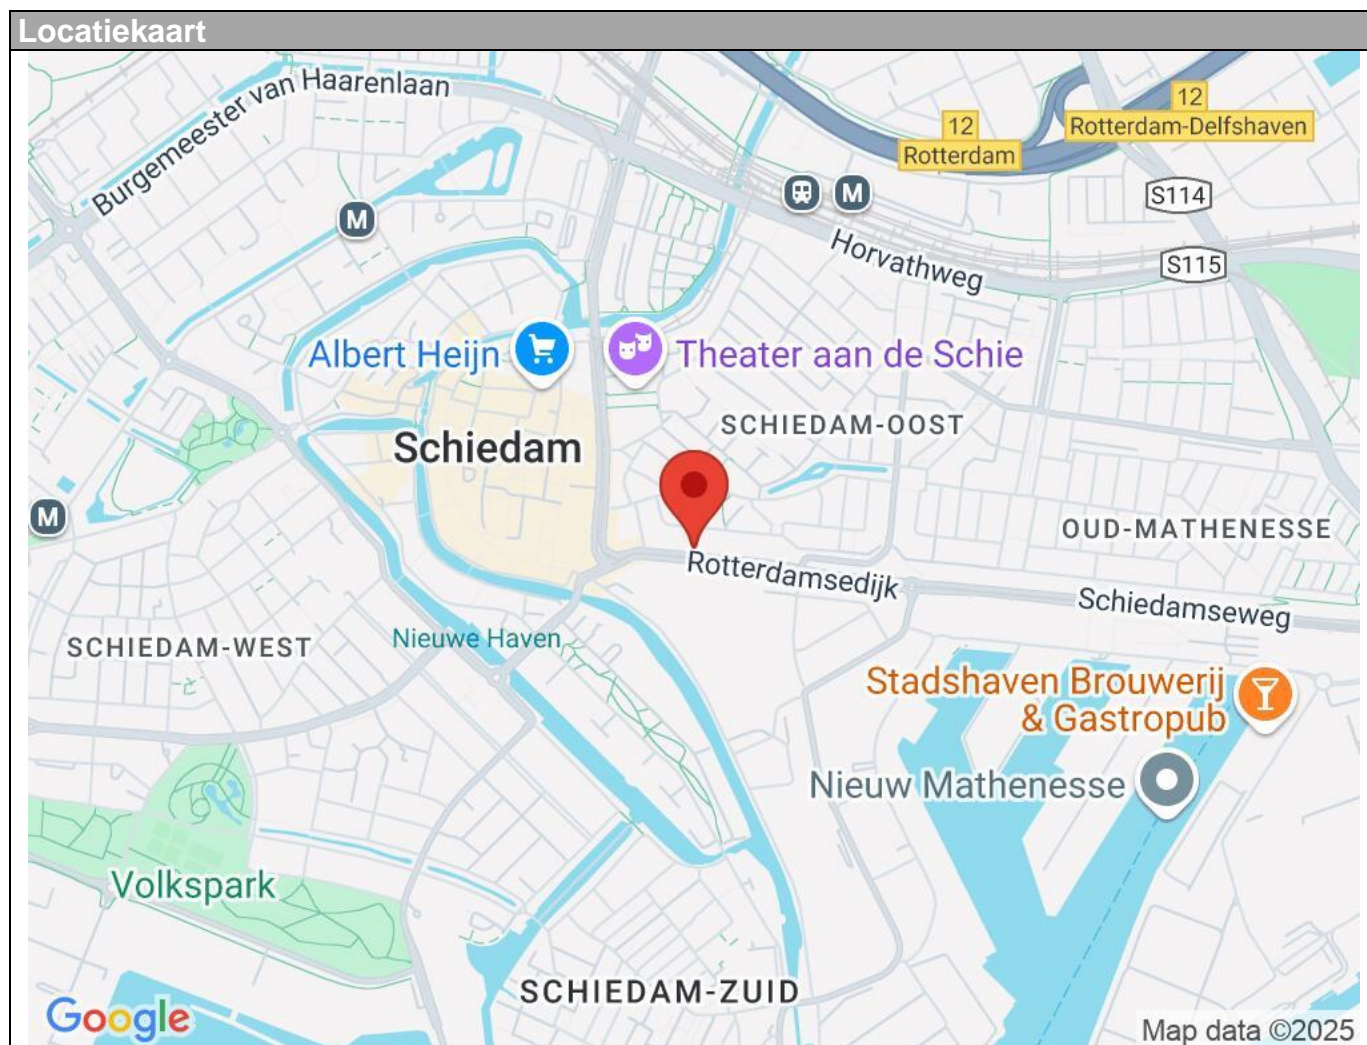 Locatiekaart
Burgemeester van Haarenlaan
12
Rotterdam
12
Rotterdam-Delfshaven
M
M
S114
Horvathweg
S115
Albert Heijn
Theater aan de Schie
SCHIEDAM-OOST
Schiedam
M
OUD-MATHENESSE
Rotterdamsedijk
Schiedamseweg
SCHIEDAM-WEST
Nieuwe Haven
Stadshaven Brouwerij
& Gastropub
Nieuw Mathenesse
Volkspark
SCHIEDAM-ZUID
Google
Map data ©2025